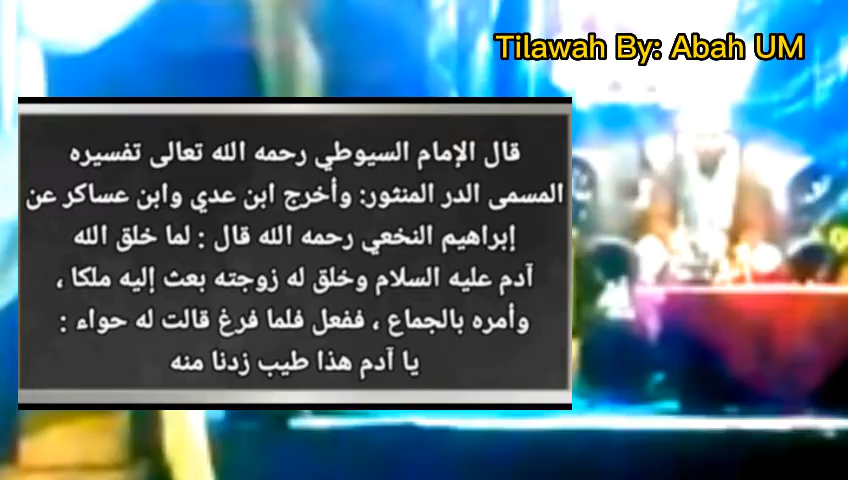 Tilawah By: Abah UM
قال الإمام السيوطي رحمه الله تعالى تفسيره
المسمى الدر المنثور: وأخرج ابن عدي وابن عساكر عن
إبراهيم النخعي رحمه الله قال : لما خلق الله
آدم عليه السلام وخلق له زوجته بعث إليه ملكا ،
وأمره بالجماع ، ففعل فلما فرغ قالت له حواء :
يا آدم هذا طيب زدنا منه